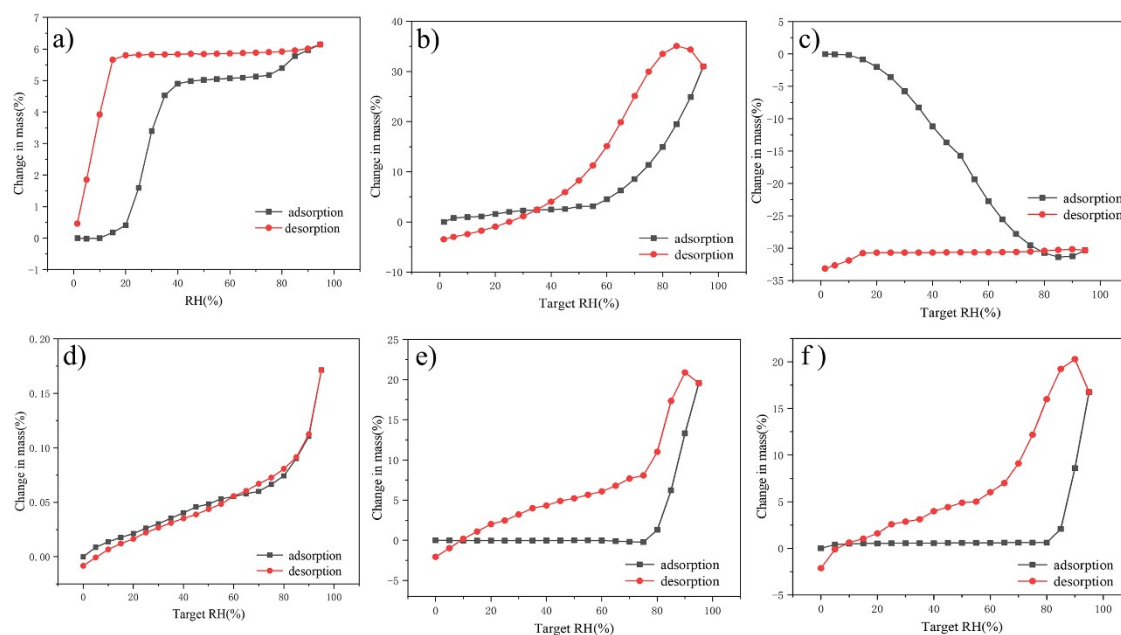 a)
Change in mass(%)
7
6
5
4
3
2
1
0
−1
0
20
40
60
80
100
RH(%)
adsorption
desorption
b)
Change in mass(%)
40
30
20
10
0
−10
0
20
40
60
80
100
Target RH(%)
adsorption
desorption
c)
Change in mass(%)
5
0
−5
−10
−15
−20
−25
−30
−35
0
20
40
60
80
100
Target RH(%)
adsorption
desorption
d)
Change in mass(%)
0.20
0.15
0.10
0.05
0.00
0
20
40
60
80
100
Target RH(%)
adsorption
desorption
e)
Change in mass(%)
25
20
15
10
5
0
−5
0
20
40
60
80
100
Target RH(%)
adsorption
desorption
f)
Change in mass(%)
20
15
10
5
0
−5
0
20
40
60
80
100
Target RH(%)
adsorption
desorption